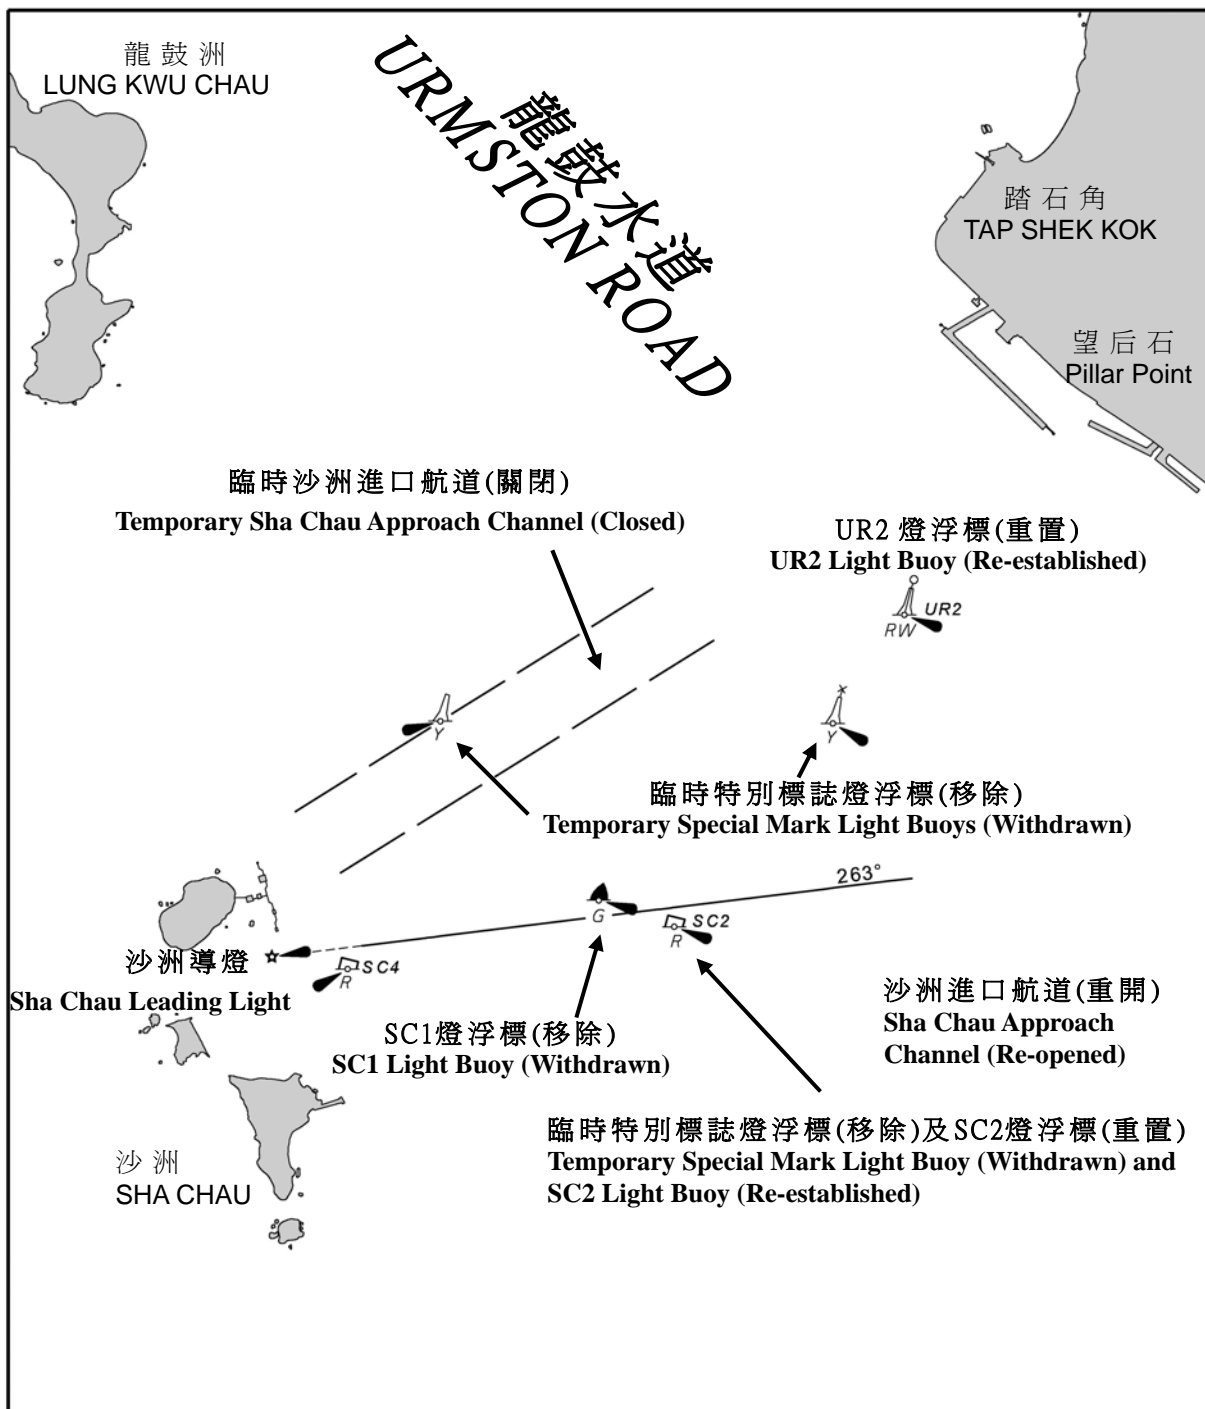 龍鼓洲
LUNG KWU CHAU
龍鼓水道
URMSTON ROAD
踏石角
TAP SHEK KOK
望后石
Pillar Point
臨時沙洲進口航道(關閉)
Temporary Sha Chau Approach Channel (Closed)
UR2 燈浮標(重置)
UR2 Light Buoy (Re-established)
UR2
RW
Y
Y
臨時特別標誌燈浮標(移除)
Temporary Special Mark Light Buoys (Withdrawn)
263°
G
SC2
R
沙洲導燈
SC4
R
Sha Chau Leading Light
沙洲進口航道(重開)
Sha Chau Approach
Channel (Re-opened)
SC1燈浮標(移除)
SC1 Light Buoy (Withdrawn)
臨時特別標誌燈浮標(移除)及SC2燈浮標(重置)
Temporary Special Mark Light Buoy (Withdrawn) and
SC2 Light Buoy (Re-established)
沙洲
SHA CHAU